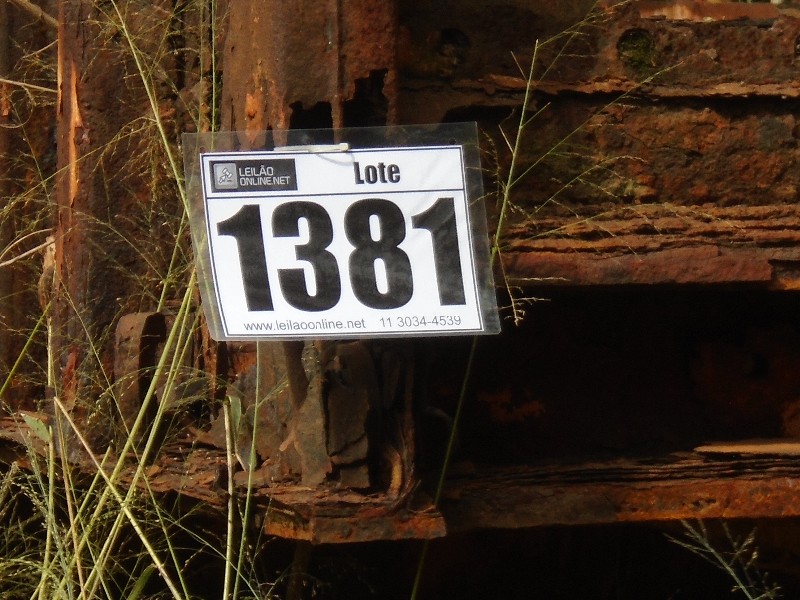 LEILÃO
ONLINE.NET
Lote
1381
www.leilaoonline.net 11 3034-4539